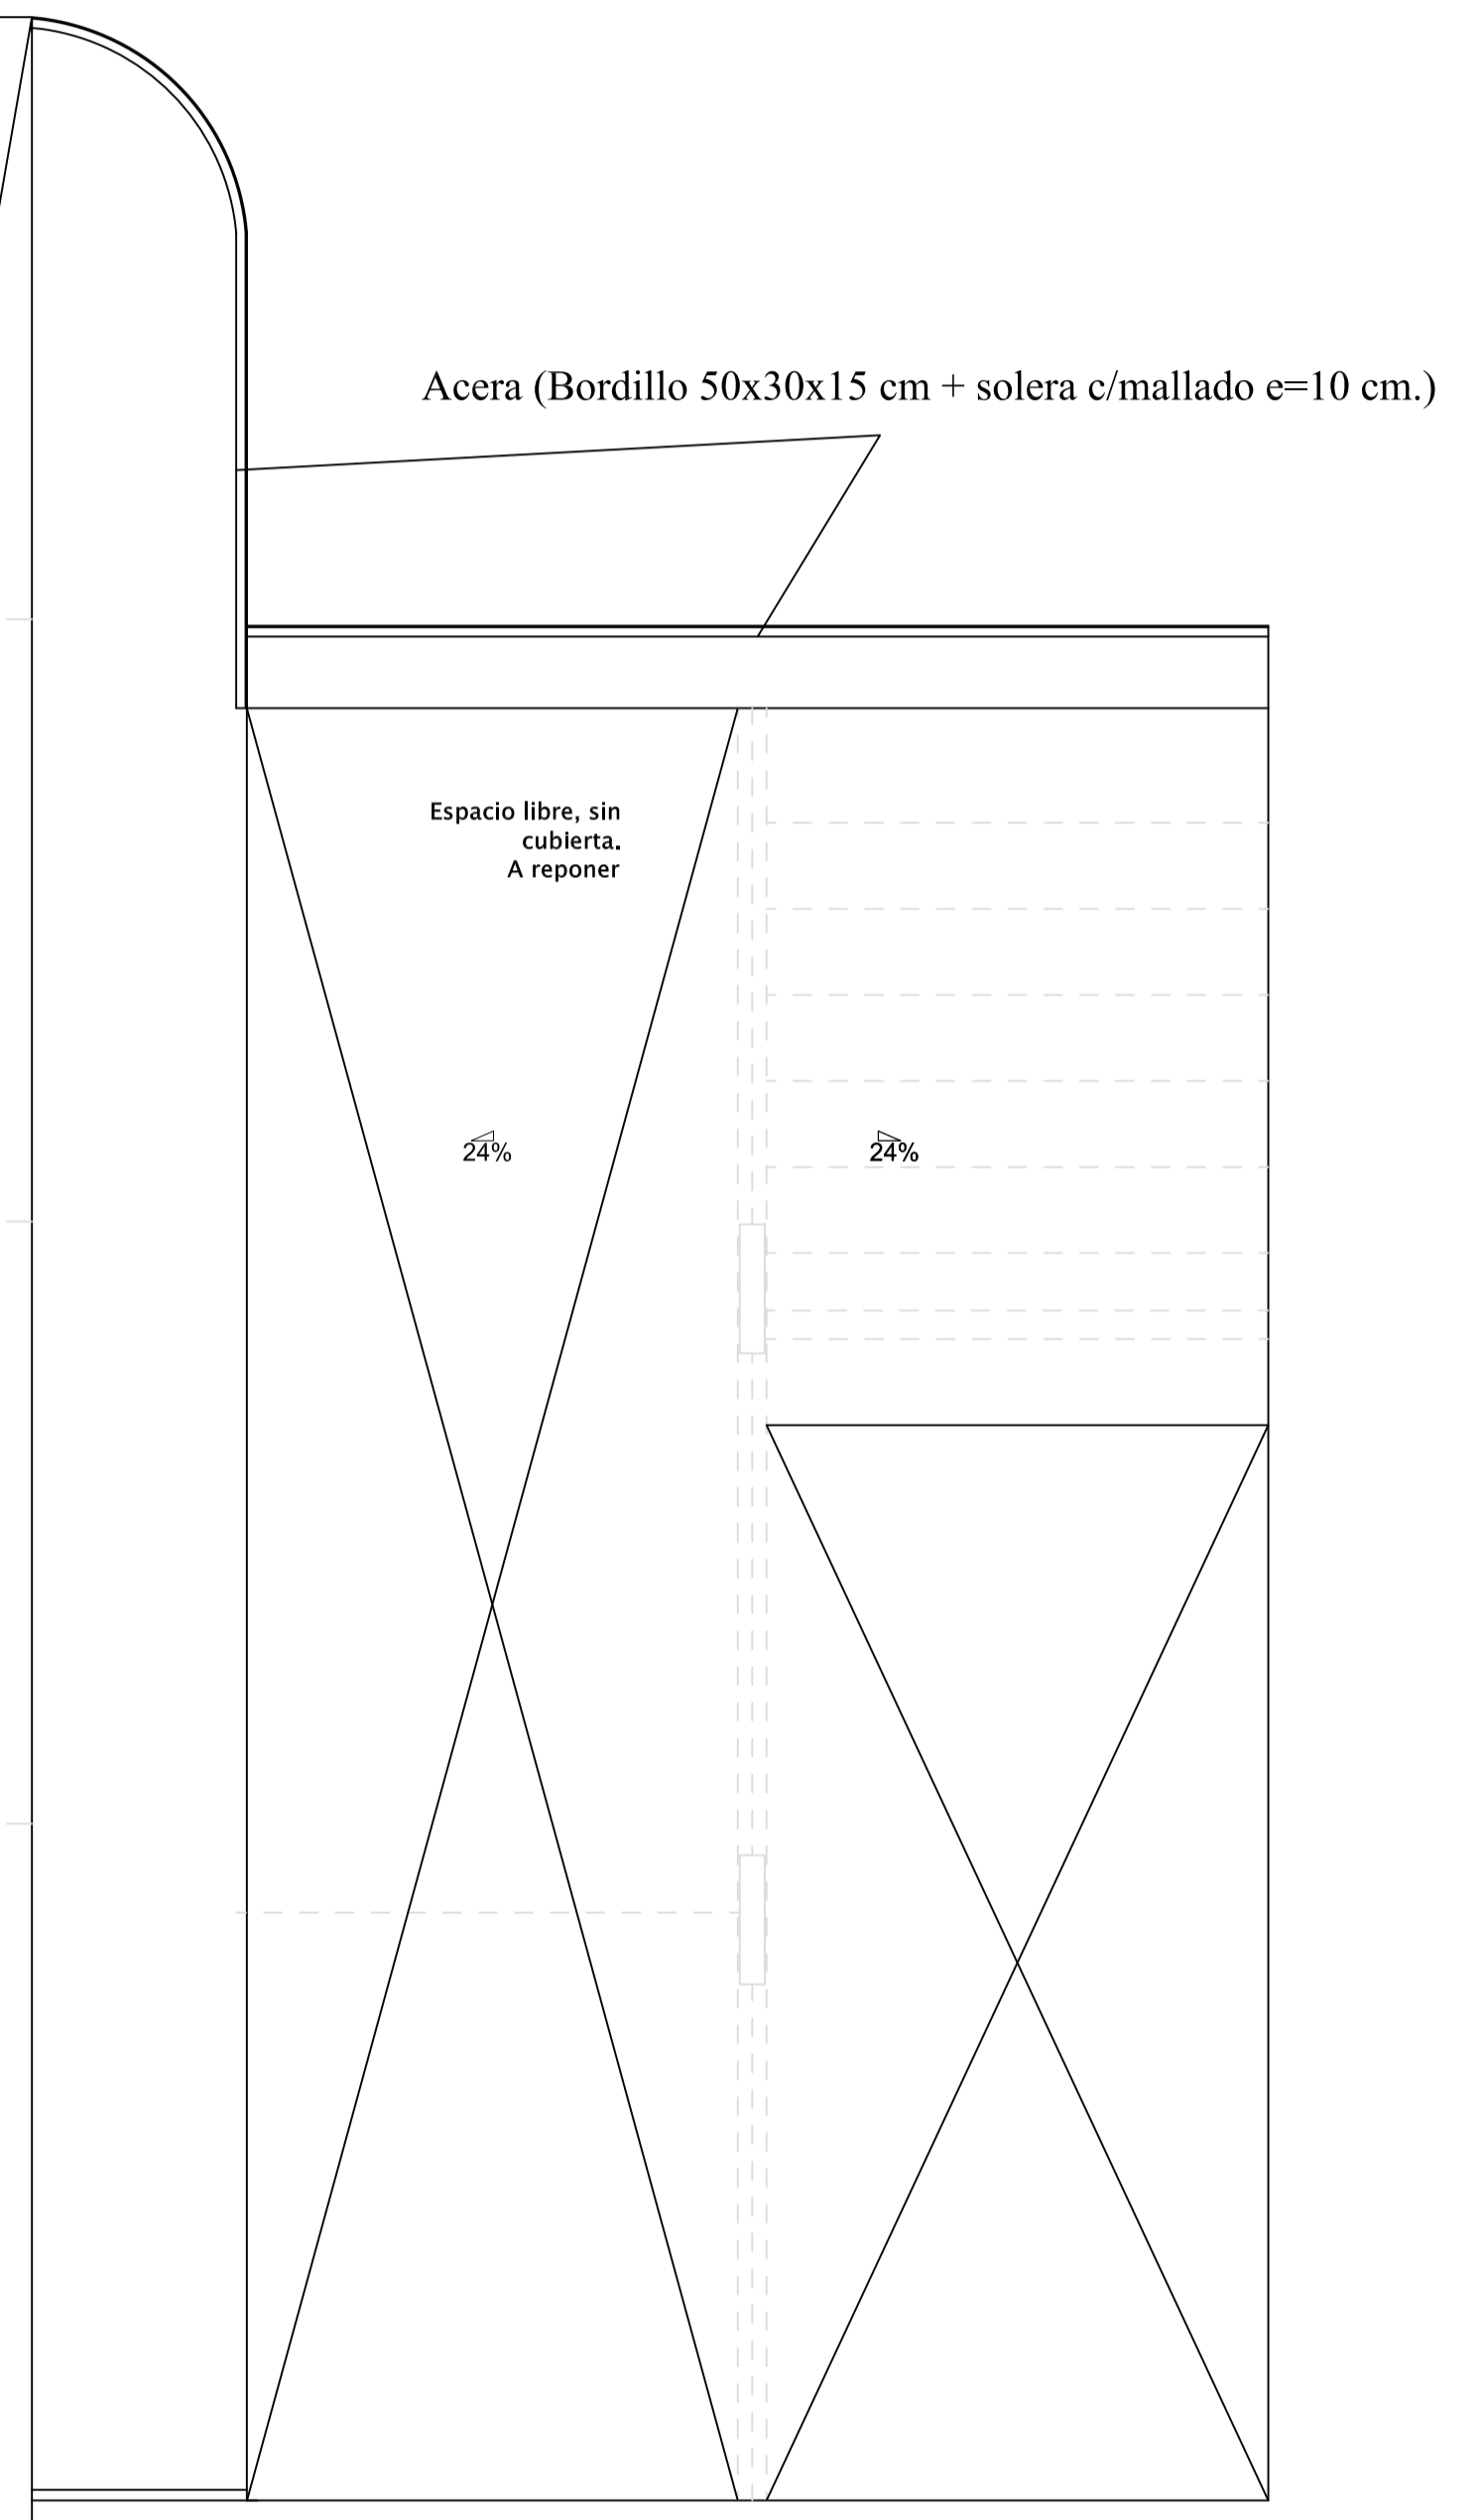 Acera (Bordillo 50x30x15 cm + solera c/mallado e=10 cm.)
Espacio libre, sin
cubierta.
A reponer
24%
24%